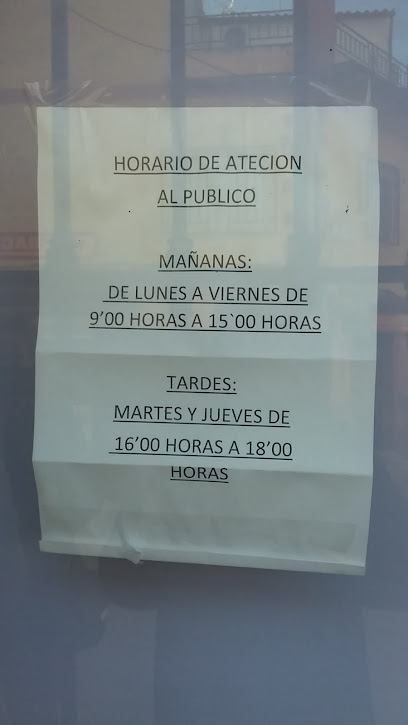 HORARIO DE ATECION
AL PUBLICO
MAÑANAS:
DE LUNES A VIERNES DE
9’00 HORAS A 15`00 HORAS
TARDES:
MARTES Y JUEVES DE
16’00 HORAS A 18’00
HORAS